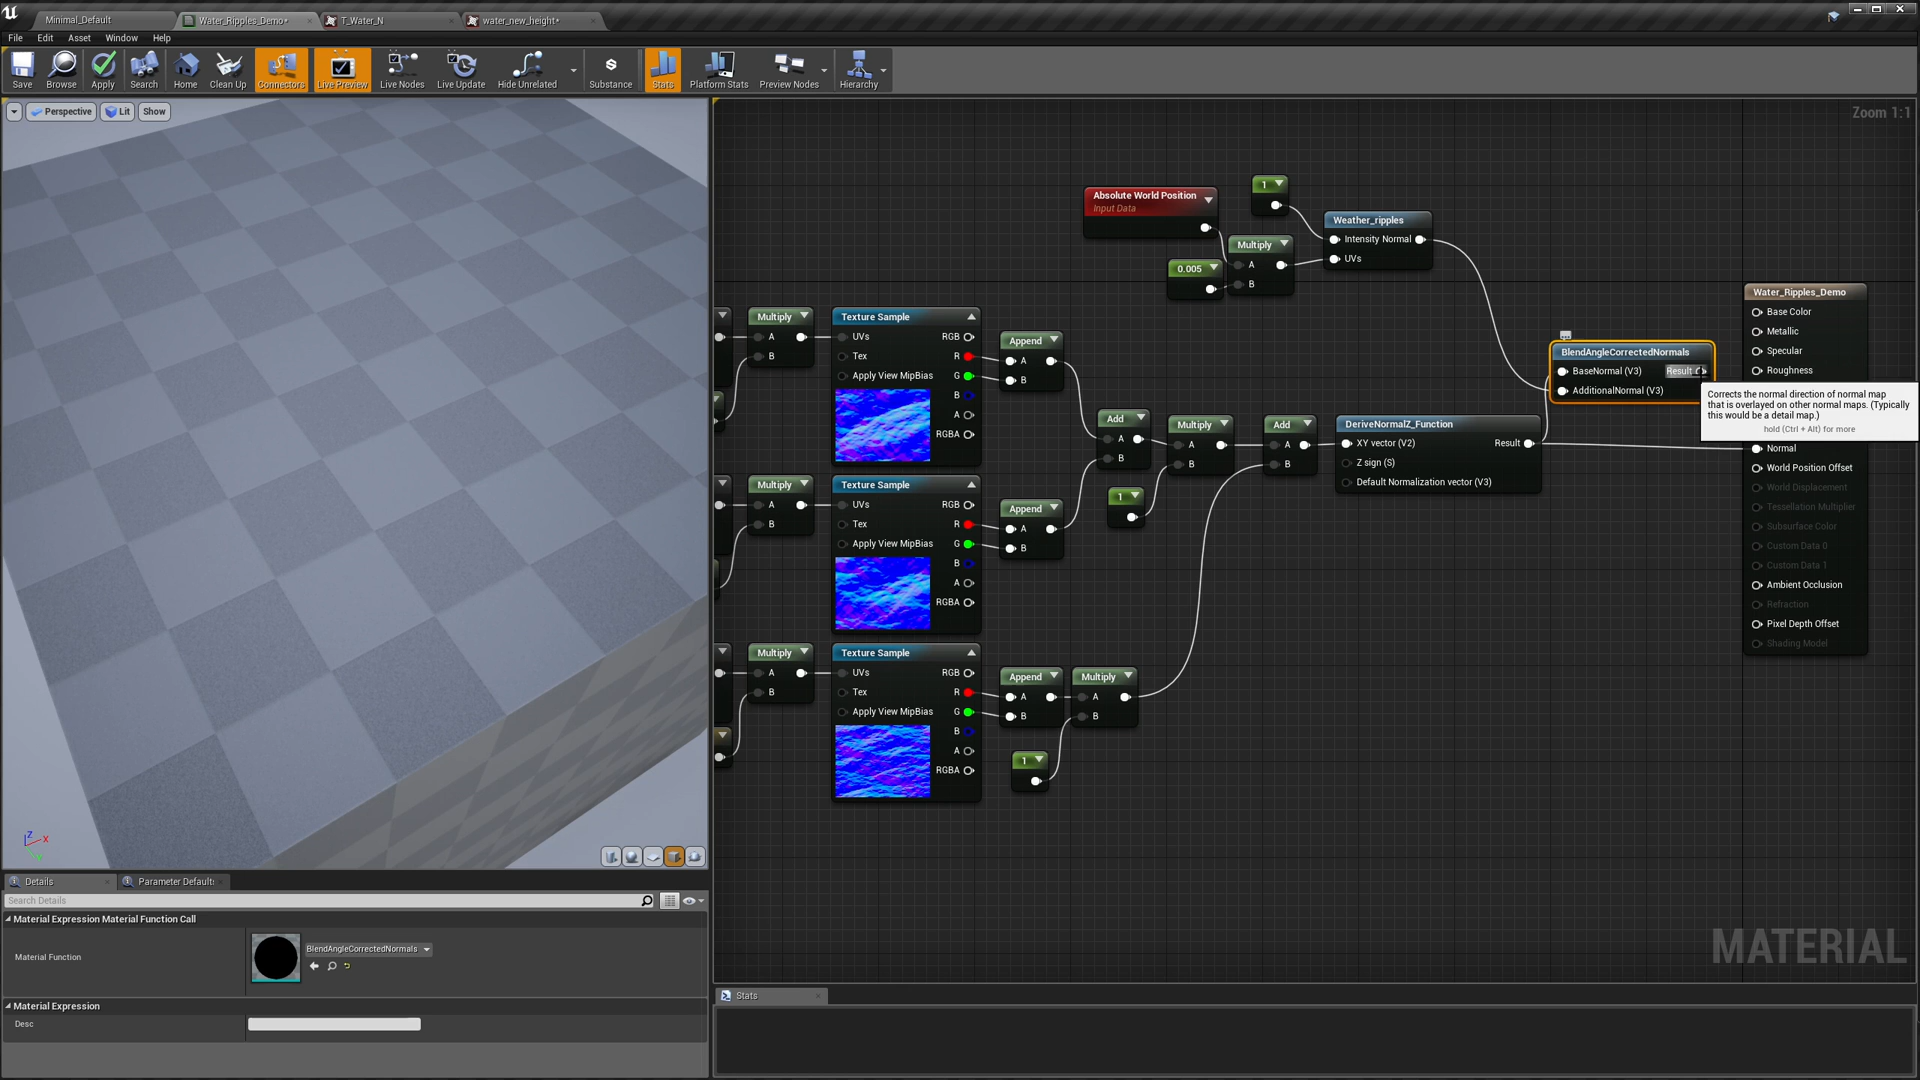 Minimal_Default
Water_Ripples_Demo*
T_Water_N
water_new_height*
File Edit Asset Window Help
Save
Browse
Apply
Search
Home
Clean Up
Connectors
Live Preview
Live Nodes
Live Update
Hide Unrelated
Substance
Stats
Platform Stats
Preview Nodes
Hierarchy
Perspective
Lit
Show
Zoom 1:1
Absolute World Position
Input Data
1
0.005
Multiply
A
B
Weather_ripples
Intensity Normal
UVs
Multiply
A
B
Texture Sample
UVs
Tex
Apply View MipBias
RGB
R
G
B
A
RGBA
Append
A
B
Multiply
A
B
Texture Sample
UVs
Tex
Apply View MipBias
RGB
R
G
B
A
RGBA
Append
A
B
Multiply
A
B
Texture Sample
UVs
Tex
Apply View MipBias
RGB
R
G
B
A
RGBA
Append
A
B
Multiply
A
B
1
Add
A
B
Multiply
A
B
1
Add
A
B
DeriveNormalZ_Function
XY vector (V2)
Result
Z sign (S)
Default Normalization vector (V3)
BlendAngleCorrectedNormals
BaseNormal (V3)
Result
AdditionalNormal (V3)
Corrects the normal direction of normal map
that is overlayed on other normal maps. (Typically
this would be a detail map.)
hold (Ctrl + Alt) for more
Water_Ripples_Demo
Base Color
Metallic
Specular
Roughness
Normal
World Position Offset
World Displacement
Tessellation Multiplier
Subsurface Color
Custom Data 0
Custom Data 1
Ambient Occlusion
Refraction
Pixel Depth Offset
Shading Model
MATERIAL
Z
X
Y
Details
Parameter Default
Search Details
Material Expression Material Function Call
Material Function
BlendAngleCorrectedNormals
Material Expression
Desc
Stats